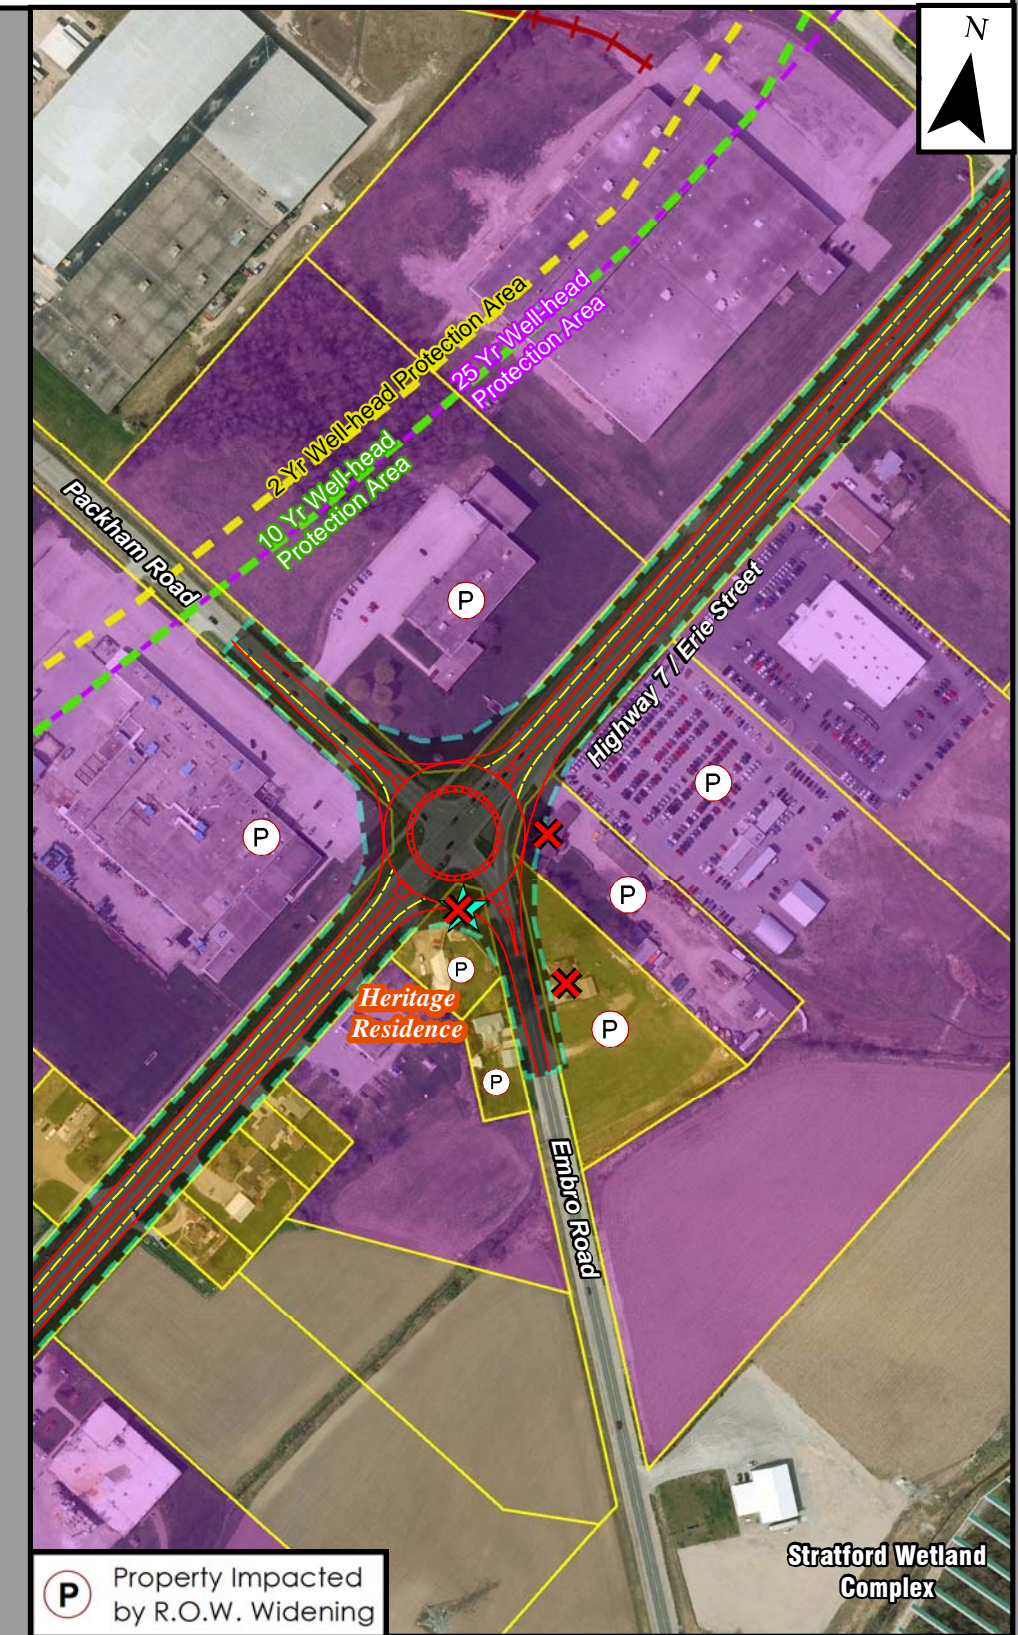 N
2 Yr Well-head Protection Area
25 Yr Well-head
Protection Area
10 Yr Well-head
Protection Area
Packham Road
P
Highway 7 / Erie Street
P
P
P
P
Heritage
Residence
P
P
Embro Road
Stratford Wetland
Complex
P
Property Impacted
by R.O.W. Widening